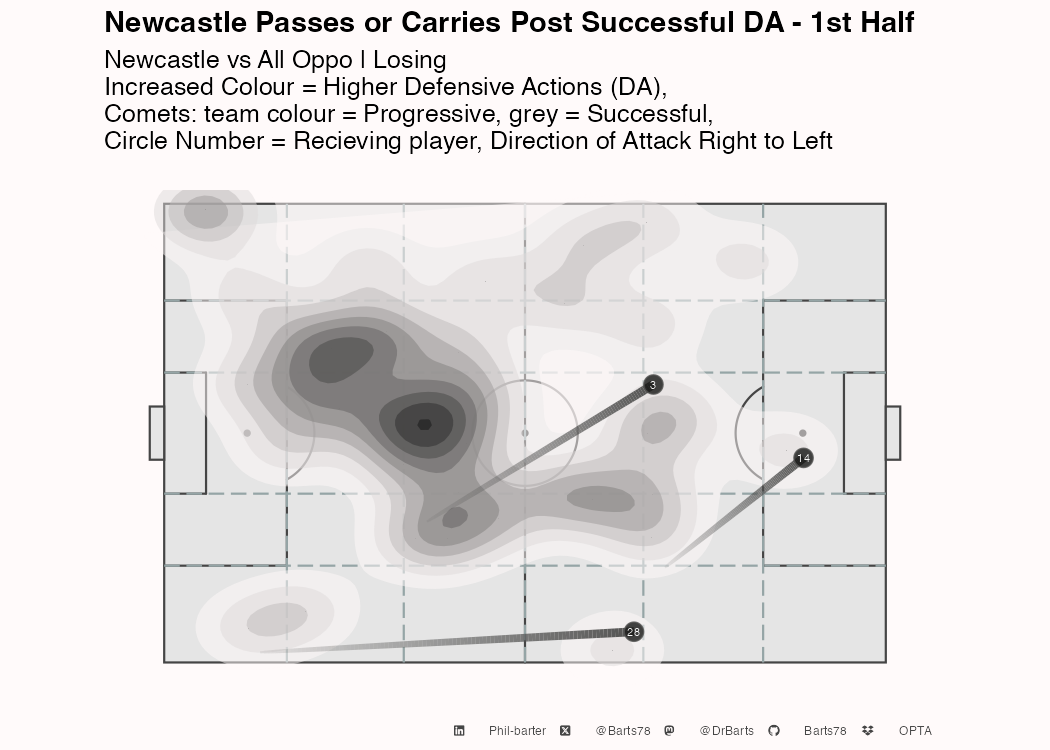 Newcastle Passes or Carries Post Successful DA - 1st Half
Newcastle vs All Oppo | Losing
Increased Colour = Higher Defensive Actions (DA),
Comets: team colour = Progressive, grey = Successful,
Circle Number = Recieving player, Direction of Attack Right to Left
3
14
28
Phil-barter @Barts78 @DrBarts Barts78 OPTA